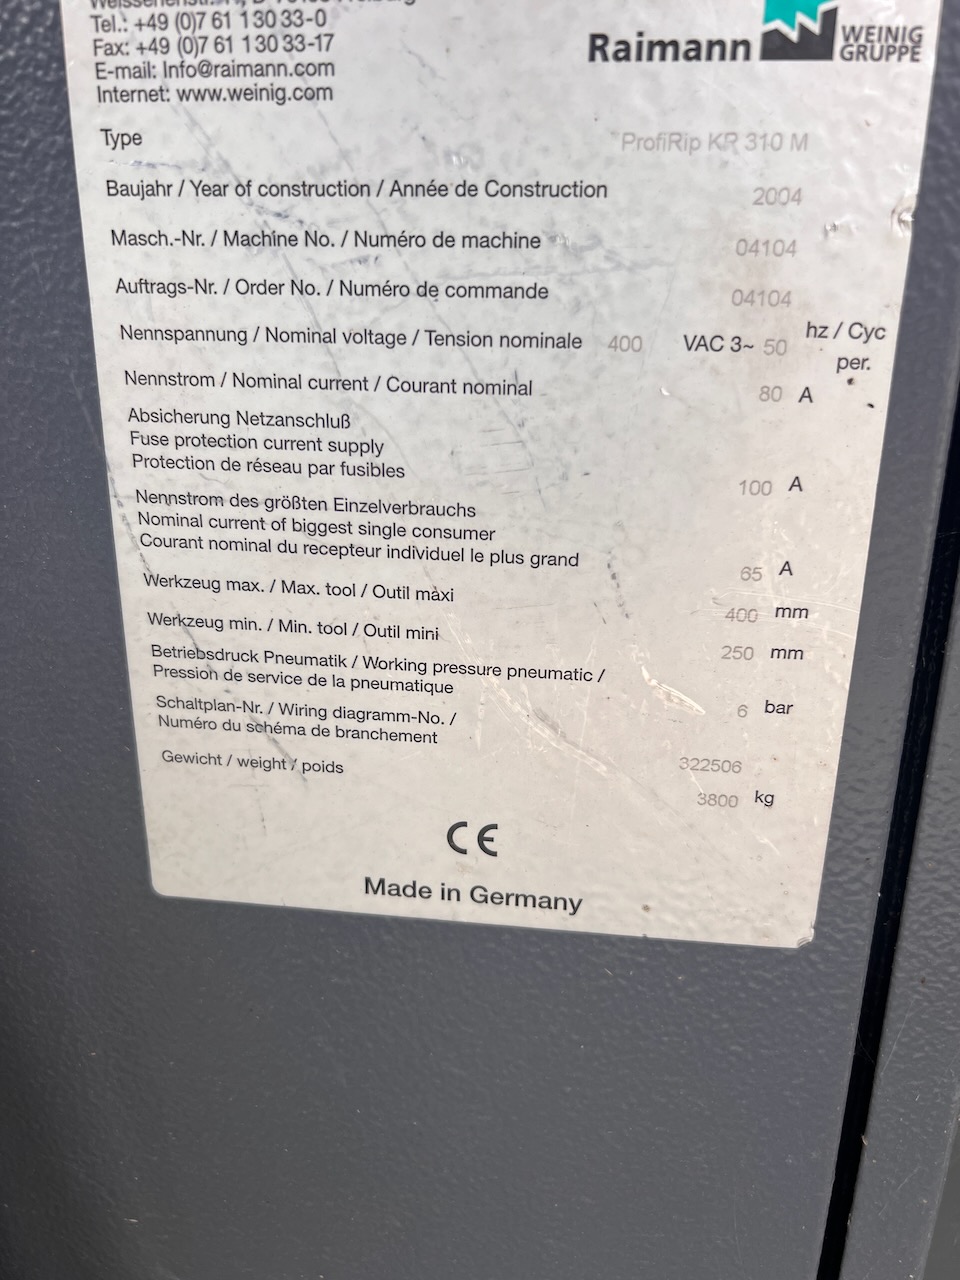 Tel.: +49 (0)7 61 1 30 33-0
Fax: +49 (0)7 61 1 30 33-17
E-mail: Info@raimann.com
Internet: www.weinig.com
Raimann WEINIG
GRUPPE
Type ProfiRip KR 310 M
Baujahr / Year of construction / Année de Construction 2004
Masch.-Nr. / Machine No. / Numéro de machine 04104
Auftrags-Nr. / Order No. / Numéro de commande 04104
Nennspannung / Nominal voltage / Tension nominale 400 VAC 3~ 50 hz / Cyc
per.
Nennstrom / Nominal current / Courant nominal 80 A
Absicherung Netzanschluß
Fuse protection current supply
Protection de réseau par fusibles 100 A
Nennstrom des größten Einzelverbrauchs
Nominal current of biggest single consumer
Courant nominal du recepteur individuel le plus grand 65 A
Werkzeug max. / Max. tool / Outil màxi 400 mm
Werkzeug min. / Min. tool / Outil mini 250 mm
Betriebsdruck Pneumatik / Working pressure pneumatic /
Pression de service de la pneumatique 6 bar
Schaltplan-Nr. / Wiring diagramm-No. /
Numéro du schéma de branchement 322506
Gewicht / weight / poids 3800 kg
CE
Made in Germany